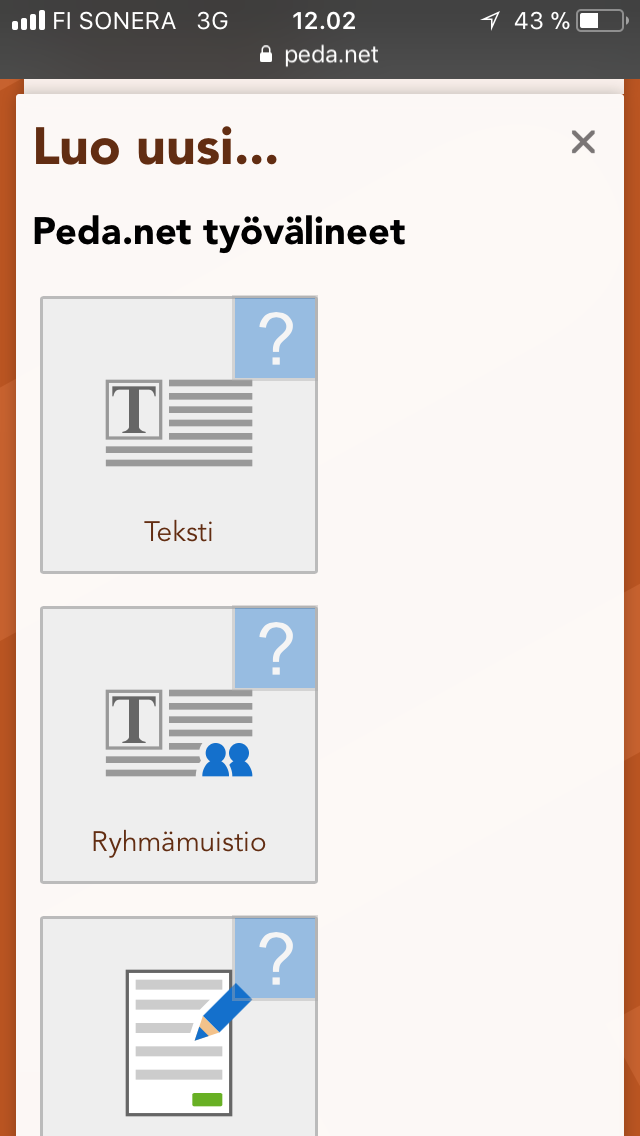 FI SONERA 3G 12.02 43 %
peda.net
Luo uusi...
Peda.net työvälineet
?
T
Teksti
?
T
Ryhmämuistio
?